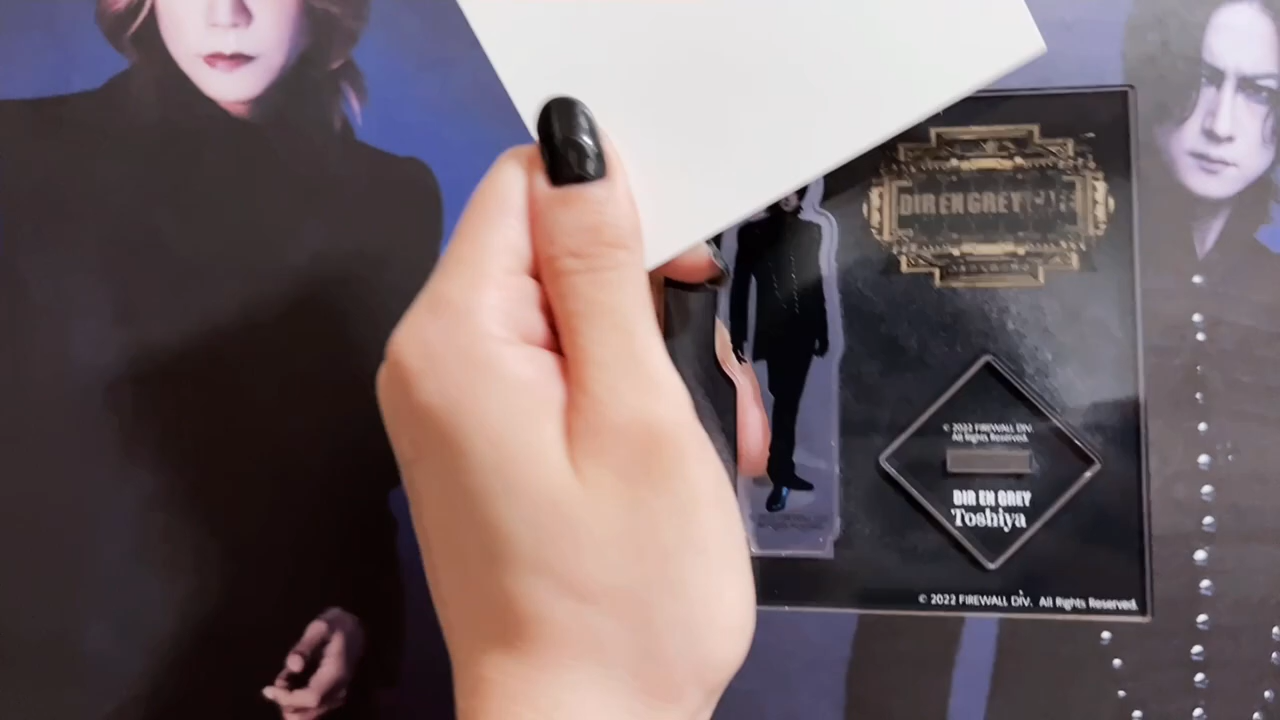 DIR EN GREY CAFE
© 2022 FIREWALL DIV.
All Rights Reserved.
DIR EN GREY
Toshiya
© 2022 FIREWALL DIV. All Rights Reserved.